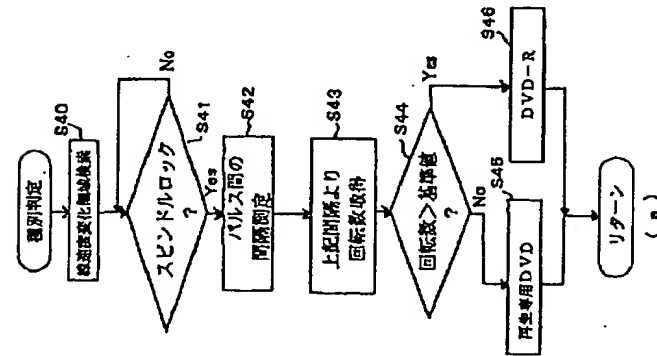 種別判定
S40
線速度変化領域検索
No
S41
スピンドルロック
?
Yes
S42
パルス間の
間隔測定
S43
上記間隔より
回転数取得
S44
回転数>基準値
?
Yes
No
S45
再生専用DVD
S46
DVD-R
リターン